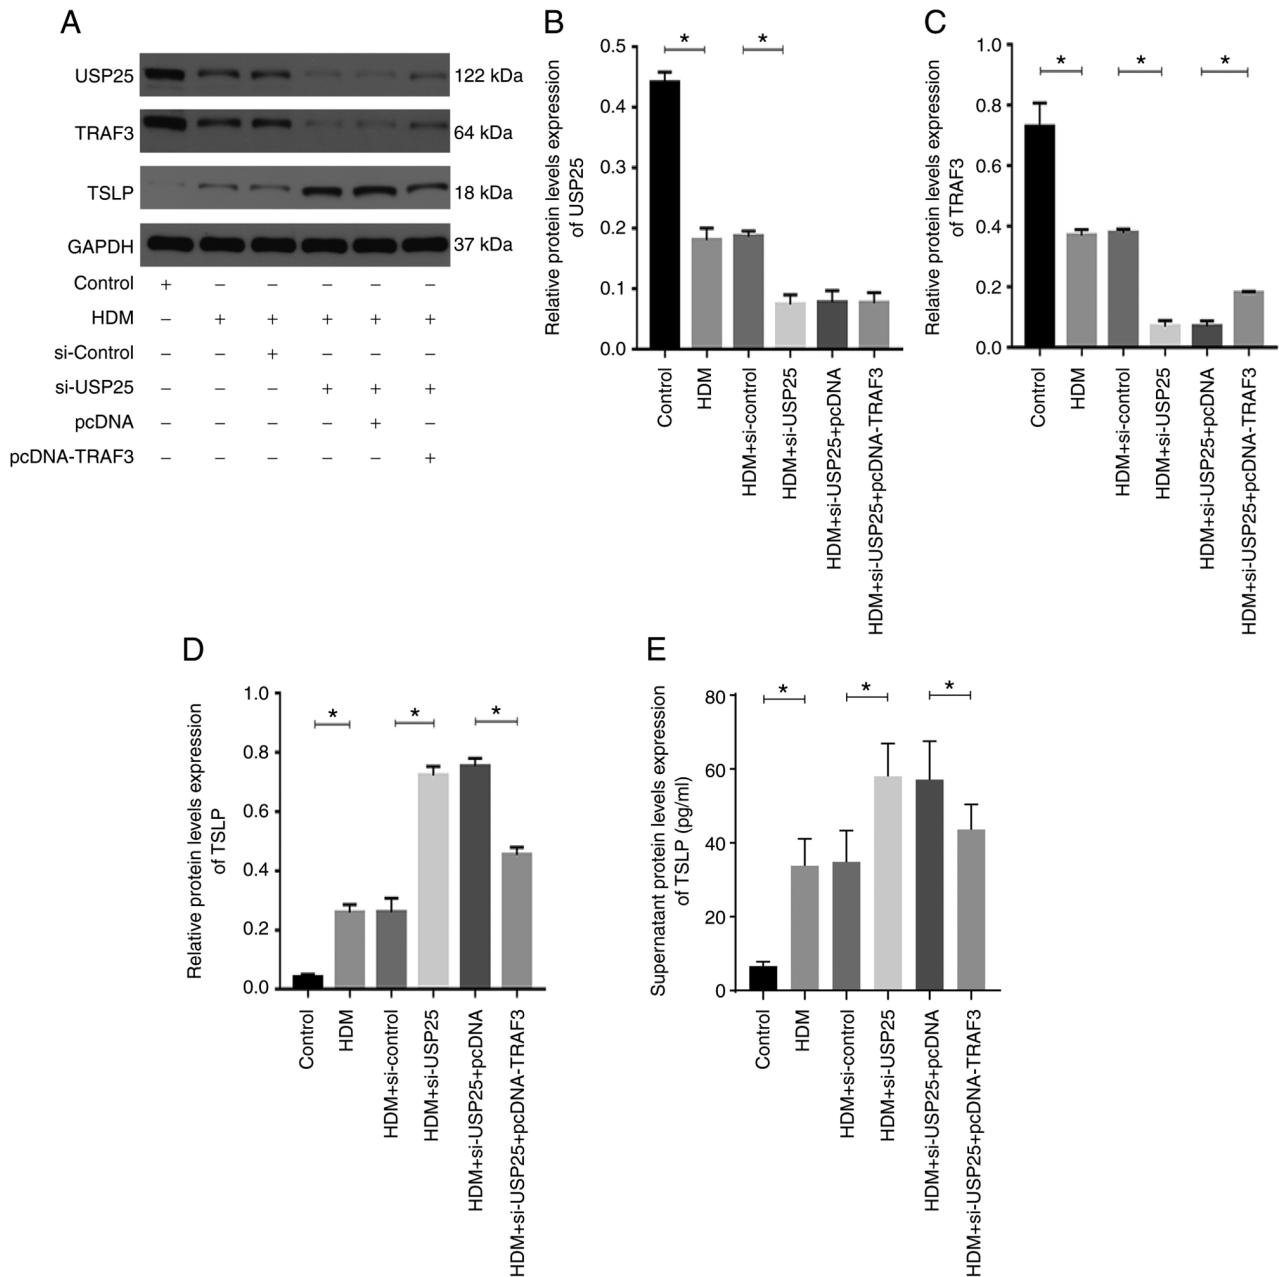 A
USP25 122 kDa
TRAF3 64 kDa
TSLP 18 kDa
GAPDH 37 kDa
Control + − − − − −
HDM − + + + + +
si-Control − − + − − −
si-USP25 − − − + + +
pcDNA − − − − + −
pcDNA-TRAF3 − − − − − +
B
Relative protein levels expression
of USP25
0.5
0.4
0.3
0.2
0.1
0.0
* *
Control
HDM
HDM+si-control
HDM+si-USP25
HDM+si-USP25+pcDNA
HDM+si-USP25+pcDNA-TRAF3
C
Relative protein levels expression
of TRAF3
1.0
0.8
0.6
0.4
0.2
0.0
* * *
Control
HDM
HDM+si-control
HDM+si-USP25
HDM+si-USP25+pcDNA
HDM+si-USP25+pcDNA-TRAF3
D
Relative protein levels expression
of TSLP
1.0
0.8
0.6
0.4
0.2
0.0
* * *
Control
HDM
HDM+si-control
HDM+si-USP25
HDM+si-USP25+pcDNA
HDM+si-USP25+pcDNA-TRAF3
E
Supernatant protein levels expression
of TSLP (pg/ml)
80
60
40
20
0
* * *
Control
HDM
HDM+si-control
HDM+si-USP25
HDM+si-USP25+pcDNA
HDM+si-USP25+pcDNA-TRAF3